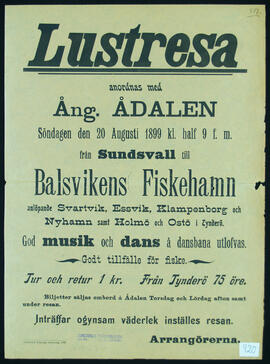 Lustresa
anordnas med
Ång. ÅDALEN
Söndagen den 20 Augusti 1899 kl. half 9 f. m.
från Sundsvall till
Balsvikens Fiskehamn
anlöpande Svartvik, Essvik, Klampenborg och
Nyhamn samt Holmö och Ostö i Tynderö.
God musik och dans å dansbana utlofvas.
Godt tillfälle för fiske.
Tur och retur 1 kr. Från Tynderö 75 öre.
Biljetter säljas ombord å Ådalen Torsdag och Lördag afton samt
under resan.
Inträffar ogynsam väderlek inställes resan.
Arrangörerna.
920